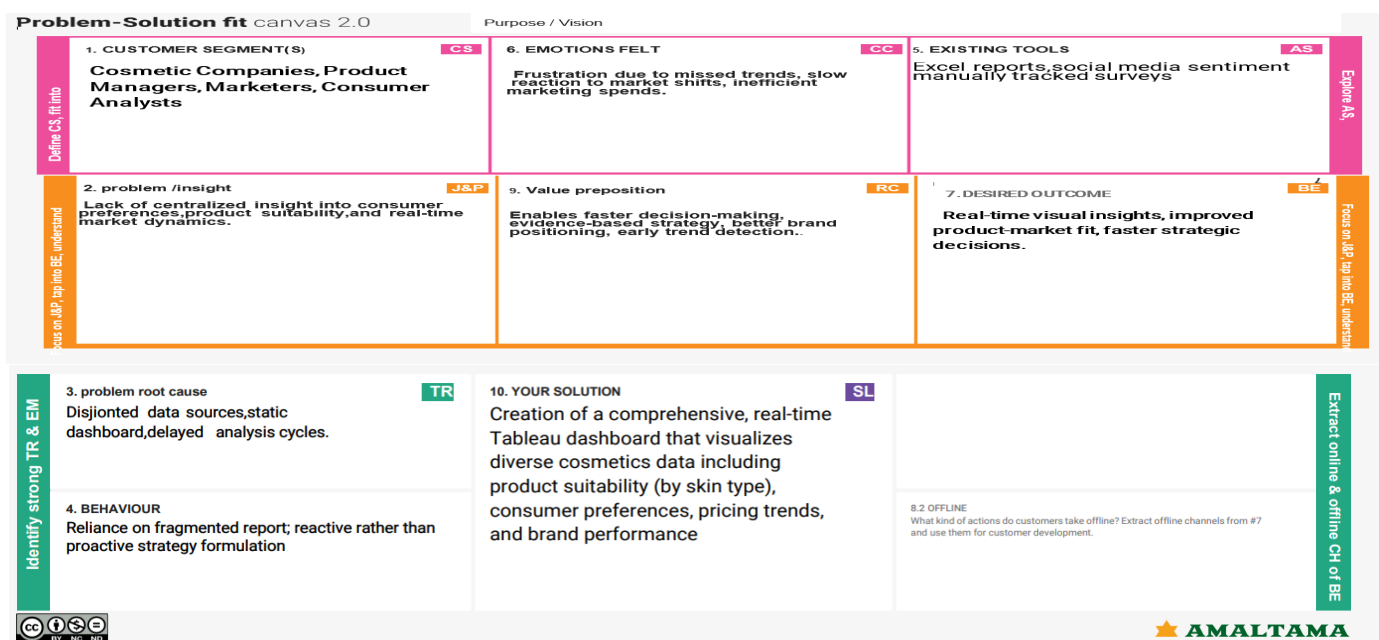 Problem-Solution fit canvas 2.0
Purpose / Vision
Define CS, fit into
1. CUSTOMER SEGMENT(S)
CS
Cosmetic Companies, Product
Managers, Marketers, Consumer
Analysts
6. EMOTIONS FELT
CC
Frustration due to missed trends, slow
reaction to market shifts, inefficient
marketing spends.
5. EXISTING TOOLS
AS
Excel reports,social media sentiment
manually tracked surveys
Explore AS,
Focus on J&P, tap into BE, understand
2. problem /insight
J&P
Lack of centralized insight into consumer
preferences,product suitability,and real-time
market dynamics.
9. Value preposition
RC
Enables faster decision-making,
evidence-based strategy, better brand
positioning, early trend detection..
7. DESIRED OUTCOME
BE
Real-time visual insights, improved
product-market fit, faster strategic
decisions.
Focus on J&P, tap into BE, understand
Identify strong TR & EM
3. problem root cause
TR
Disjionted data sources,static
dashboard,delayed analysis cycles.
4. BEHAVIOUR
Reliance on fragmented report; reactive rather than
proactive strategy formulation
10. YOUR SOLUTION
SL
Creation of a comprehensive, real-time
Tableau dashboard that visualizes
diverse cosmetics data including
product suitability (by skin type),
consumer preferences, pricing trends,
and brand performance
8.2 OFFLINE
What kind of actions do customers take offline? Extract offline channels from #7
and use them for customer development.
Extract online & offline CH of BE
cc
BY NC ND
AMALTAMA